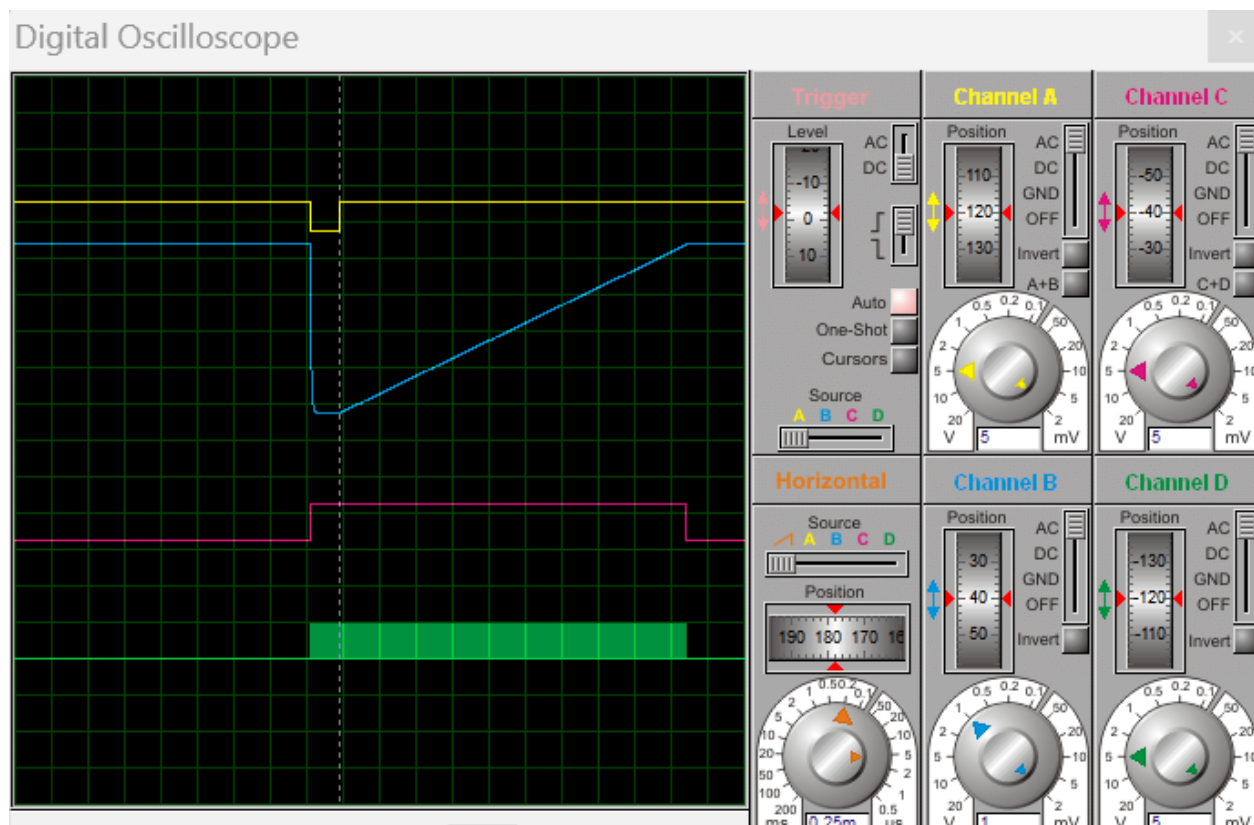 Digital Oscilloscope
Trigger
Level
AC
DC
-10
0
10
Auto
One-Shot
Cursors
Source
A B C D
Channel A
Position
AC
DC
GND
OFF
110
120
130
Invert
A+B
20 10 5 2 1 0.5 0.2 0.1 50 20 10 5 2
V 5 mV
Channel C
Position
AC
DC
GND
OFF
-50
-40
-30
Invert
C+D
20 10 5 2 1 0.5 0.2 0.1 50 20 10 5 2
V 5 mV
Horizontal
Source
A B C D
Position
190 180 170 16
200 100 50 20 10 5 2 1 0.5 0.2 0.1 50 20 10 5 2 1 0.5
ms 0.25m us
Channel B
Position
AC
DC
GND
OFF
30
40
50
Invert
20 10 5 2 1 0.5 0.2 0.1 50 20 10 5 2
V 1 mV
Channel D
Position
AC
DC
GND
OFF
-130
-120
-110
Invert
20 10 5 2 1 0.5 0.2 0.1 50 20 10 5 2
V 5 mV